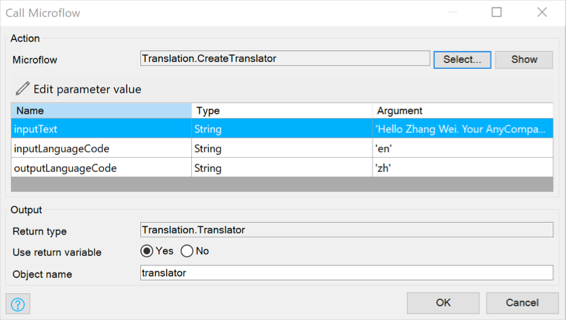 Call Microflow
Action
Microflow Translation.CreateTranslator Select... Show
Edit parameter value
Name Type Argument
inputText String 'Hello Zhang Wei. Your AnyCompa...
inputLanguageCode String 'en'
outputLanguageCode String 'zh'
Output
Return type Translation.Translator
Use return variable Yes No
Object name translator
? OK Cancel